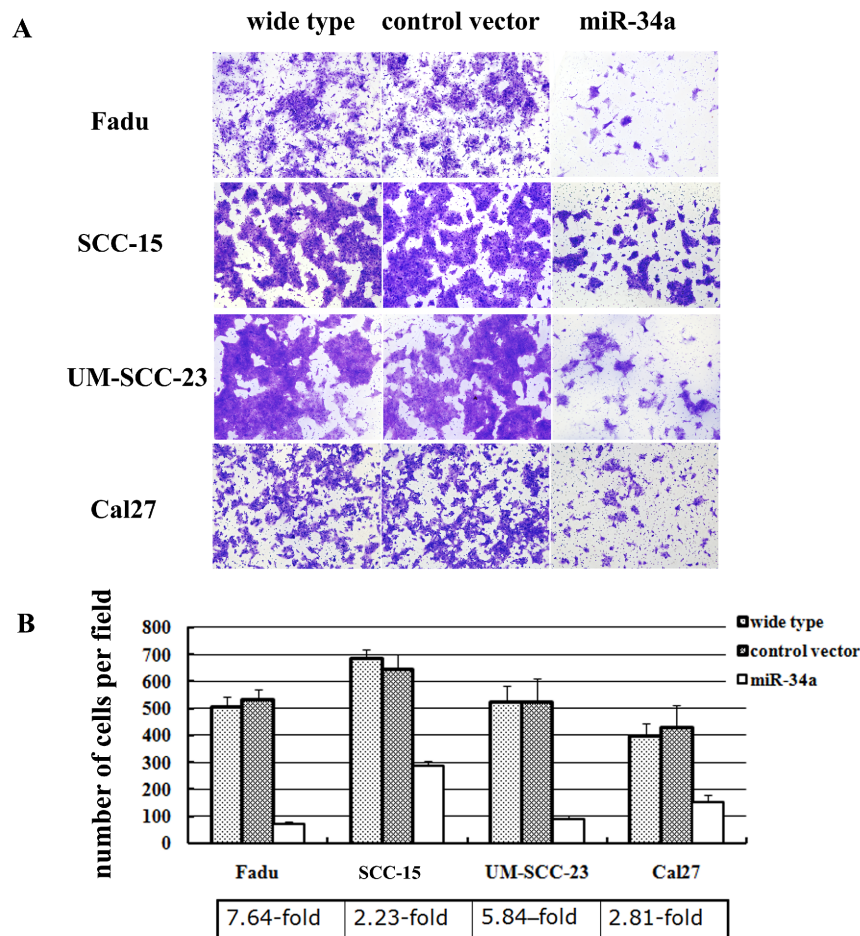 A
wide type control vector miR-34a
Fadu
SCC-15
UM-SCC-23
Cal27
B
number of cells per field
800
700
600
500
400
300
200
100
0
wide type
control vector
miR-34a
Fadu SCC-15 UM-SCC-23 Cal27
7.64-fold 2.23-fold 5.84–fold 2.81-fold